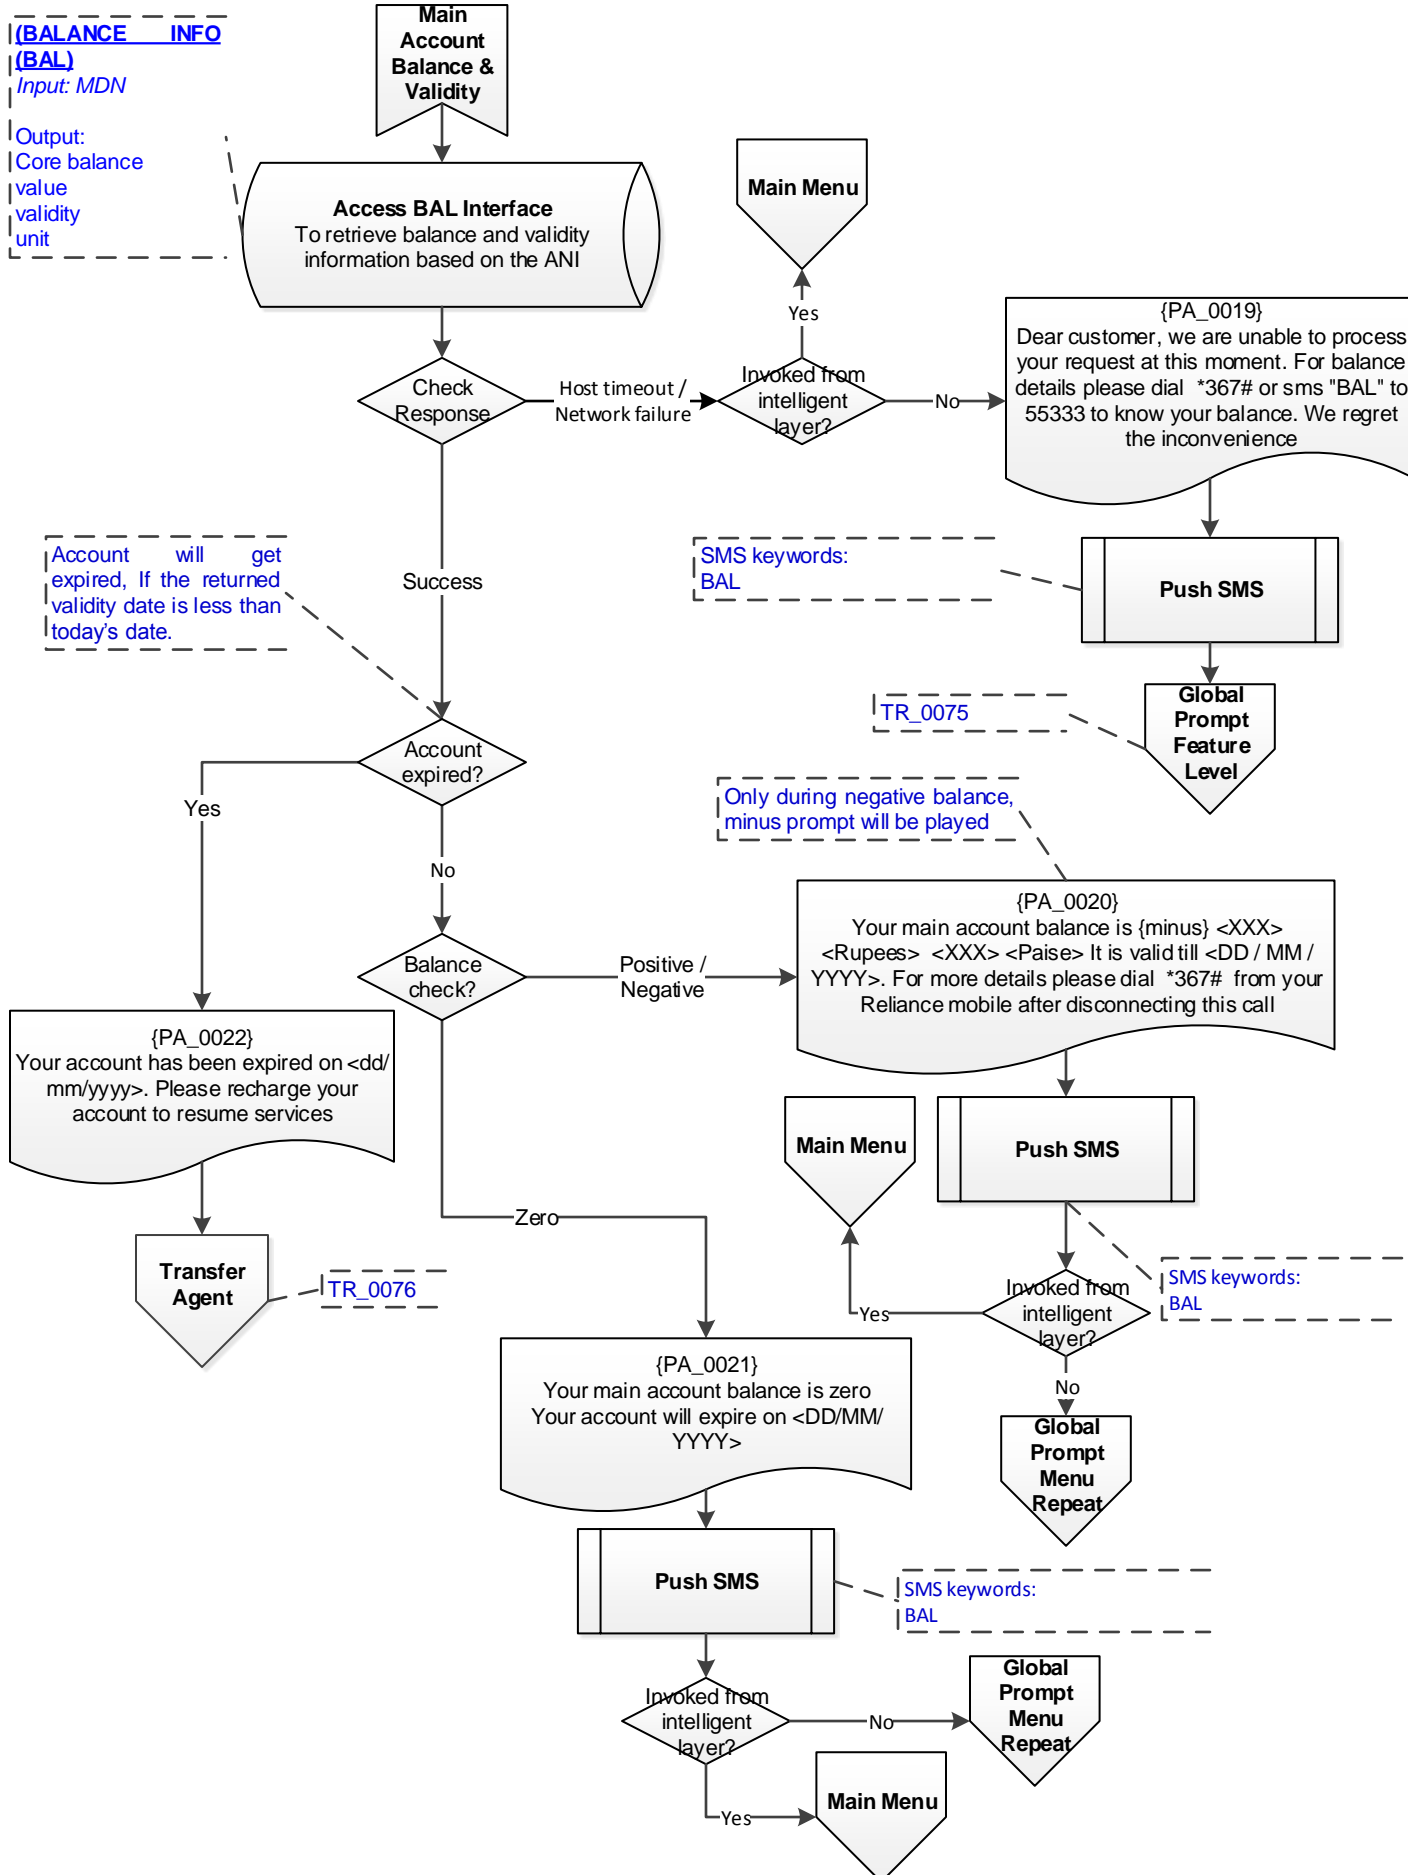 (BALANCE INFO
(BAL)
Input: MDN
Output:
Core balance
value
validity
unit
Main
Account
Balance &
Validity
Access BAL Interface
To retrieve balance and validity
information based on the ANI
Main Menu
Yes
Check
Response
Host timeout /
Network failure
Invoked from
intelligent
layer?
No
{PA_0019}
Dear customer, we are unable to process
your request at this moment. For balance
details please dial *367# or sms "BAL" to
55333 to know your balance. We regret
the inconvenience
SMS keywords:
BAL
Push SMS
Global
Prompt
Feature
Level
TR_0075
Success
Account will get
expired, If the returned
validity date is less than
today's date.
Account
expired?
Yes
No
Only during negative balance,
minus prompt will be played
Balance
check?
Positive /
Negative
{PA_0020}
Your main account balance is {minus} <XXX>
<Rupees> <XXX> <Paise> It is valid till <DD / MM /
YYYY>. For more details please dial *367# from your
Reliance mobile after disconnecting this call
{PA_0022}
Your account has been expired on <dd/
mm/yyyy>. Please recharge your
account to resume services
Transfer
Agent
TR_0076
Main Menu
Push SMS
SMS keywords:
BAL
Invoked from
intelligent
layer?
Yes
No
Global
Prompt
Menu
Repeat
Zero
{PA_0021}
Your main account balance is zero
Your account will expire on <DD/MM/
YYYY>
Push SMS
SMS keywords:
BAL
Invoked from
intelligent
layer?
No
Global
Prompt
Menu
Repeat
Yes
Main Menu